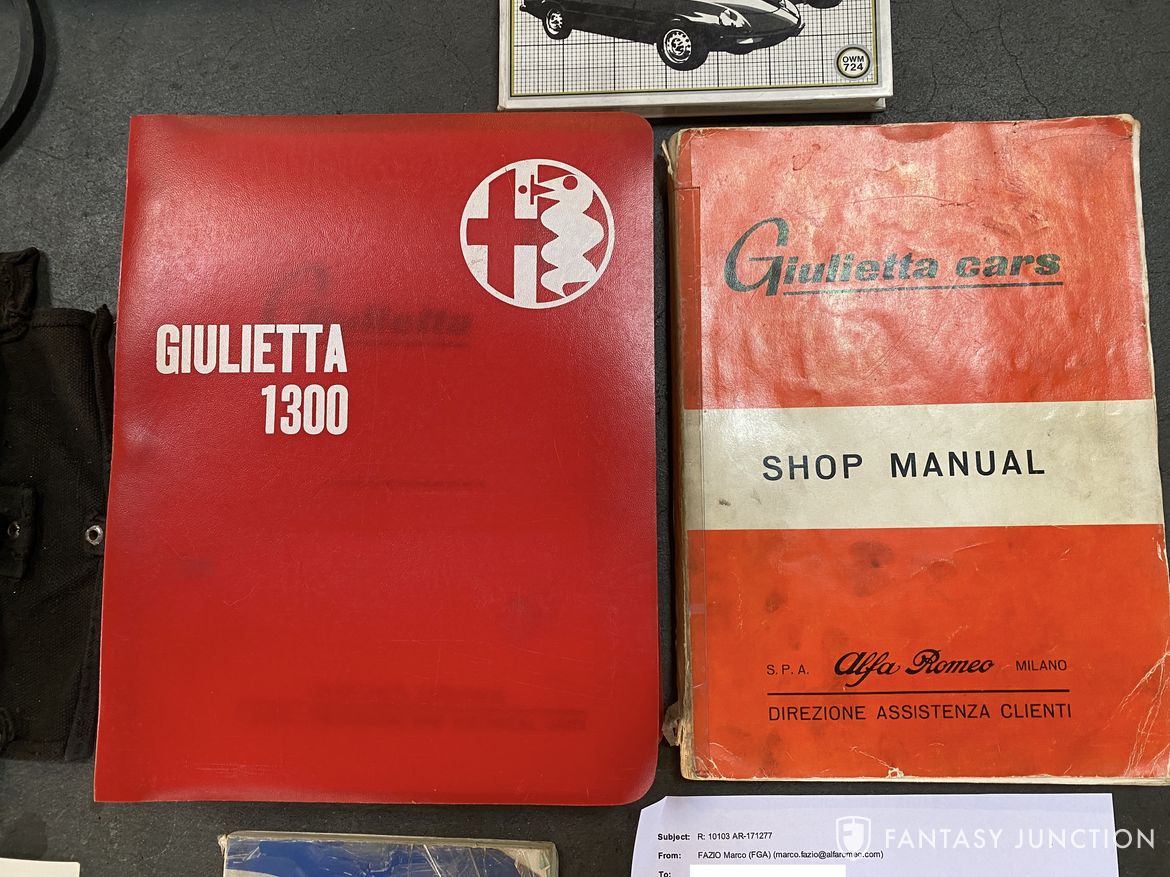 OWM
724
GIULIETTA
1300
Giulietta
Giulietta cars
SHOP MANUAL
S.P.A. Alfa Romeo MILANO
DIREZIONE ASSISTENZA CLIENTI
Subject: R: 10103 AR-171277
From: FAZIO Marco (FGA) (marco.fazio@alfaromeo.com)
To:
FANTASY JUNCTION